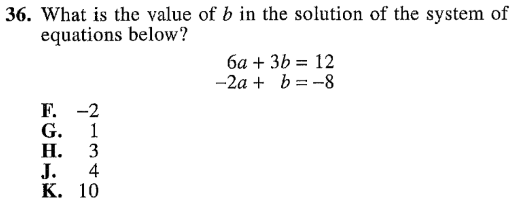 36. What is the value of b in the solution of the system of
equations below?
6a + 3b = 12
−2a + b = −8
F. −2
G. 1
H. 3
J. 4
K. 10